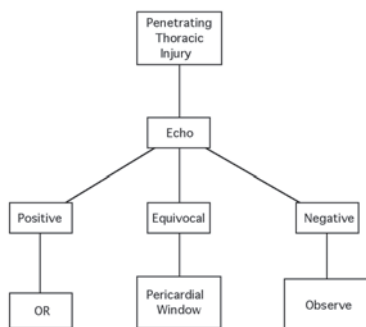 Penetrating
Thoracic
Injury
Echo
Positive
Equivocal
Negative
OR
Pericardial
Window
Observe